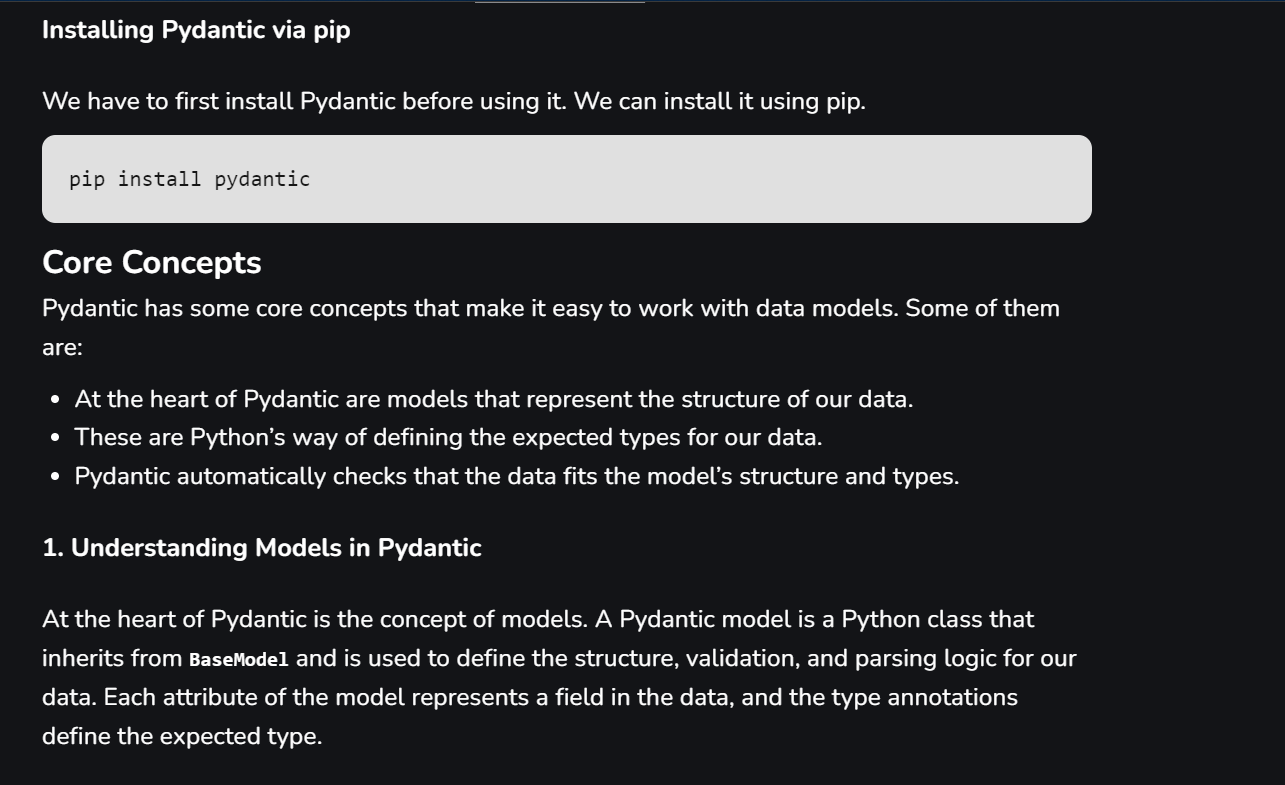 Installing Pydantic via pip
We have to first install Pydantic before using it. We can install it using pip.
pip install pydantic
Core Concepts
Pydantic has some core concepts that make it easy to work with data models. Some of them
are:
• At the heart of Pydantic are models that represent the structure of our data.
• These are Python’s way of defining the expected types for our data.
• Pydantic automatically checks that the data fits the model’s structure and types.
1. Understanding Models in Pydantic
At the heart of Pydantic is the concept of models. A Pydantic model is a Python class that
inherits from BaseModel and is used to define the structure, validation, and parsing logic for our
data. Each attribute of the model represents a field in the data, and the type annotations
define the expected type.